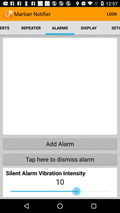 12:57
Martian Notifier
LOCK
ERTS REPEATER ALARMS DISPLAY SETT
Add Alarm
Tap here to dismiss alarm
Silent Alarm Vibration Intensity
10